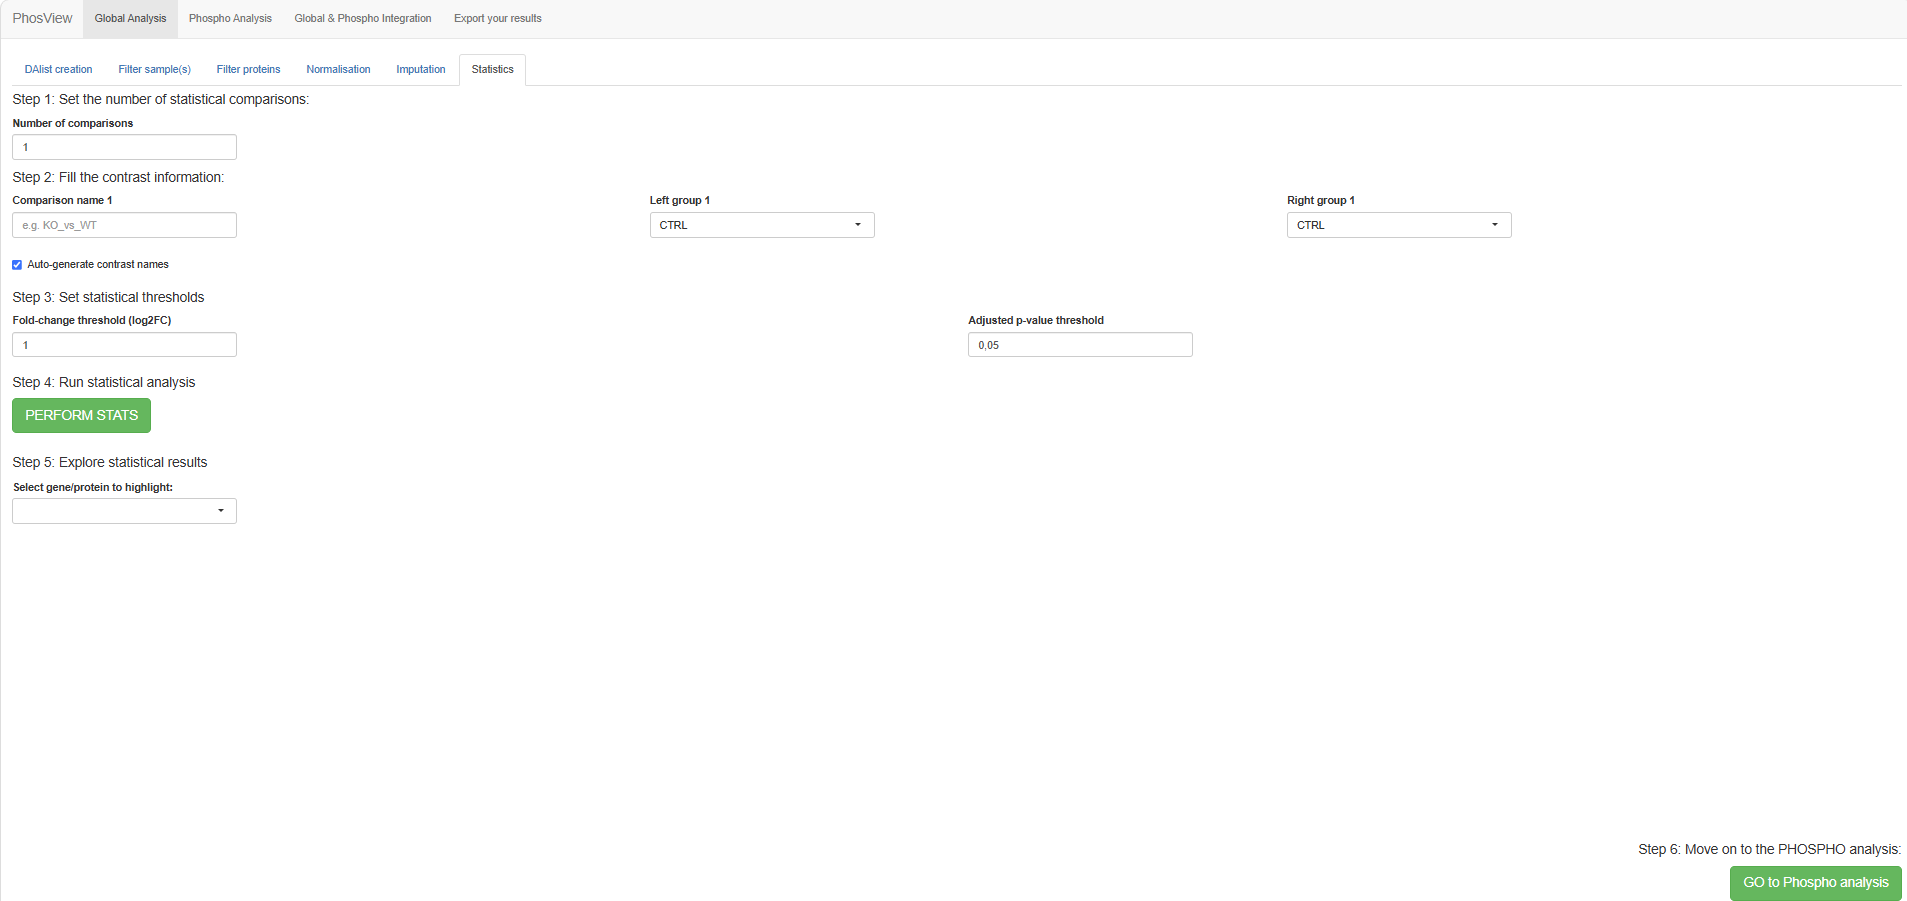 PhosView Global Analysis Phospho Analysis Global & Phospho Integration Export your results
DAlist creation Filter sample(s) Filter proteins Normalisation Imputation Statistics
Step 1: Set the number of statistical comparisons:
Number of comparisons
1
Step 2: Fill the contrast information:
Comparison name 1 Left group 1 Right group 1
e.g. KO_vs_WT CTRL CTRL
Auto-generate contrast names
Step 3: Set statistical thresholds
Fold-change threshold (log2FC) Adjusted p-value threshold
1 0,05
Step 4: Run statistical analysis
PERFORM STATS
Step 5: Explore statistical results
Select gene/protein to highlight:
Step 6: Move on to the PHOSPHO analysis:
GO to Phospho analysis